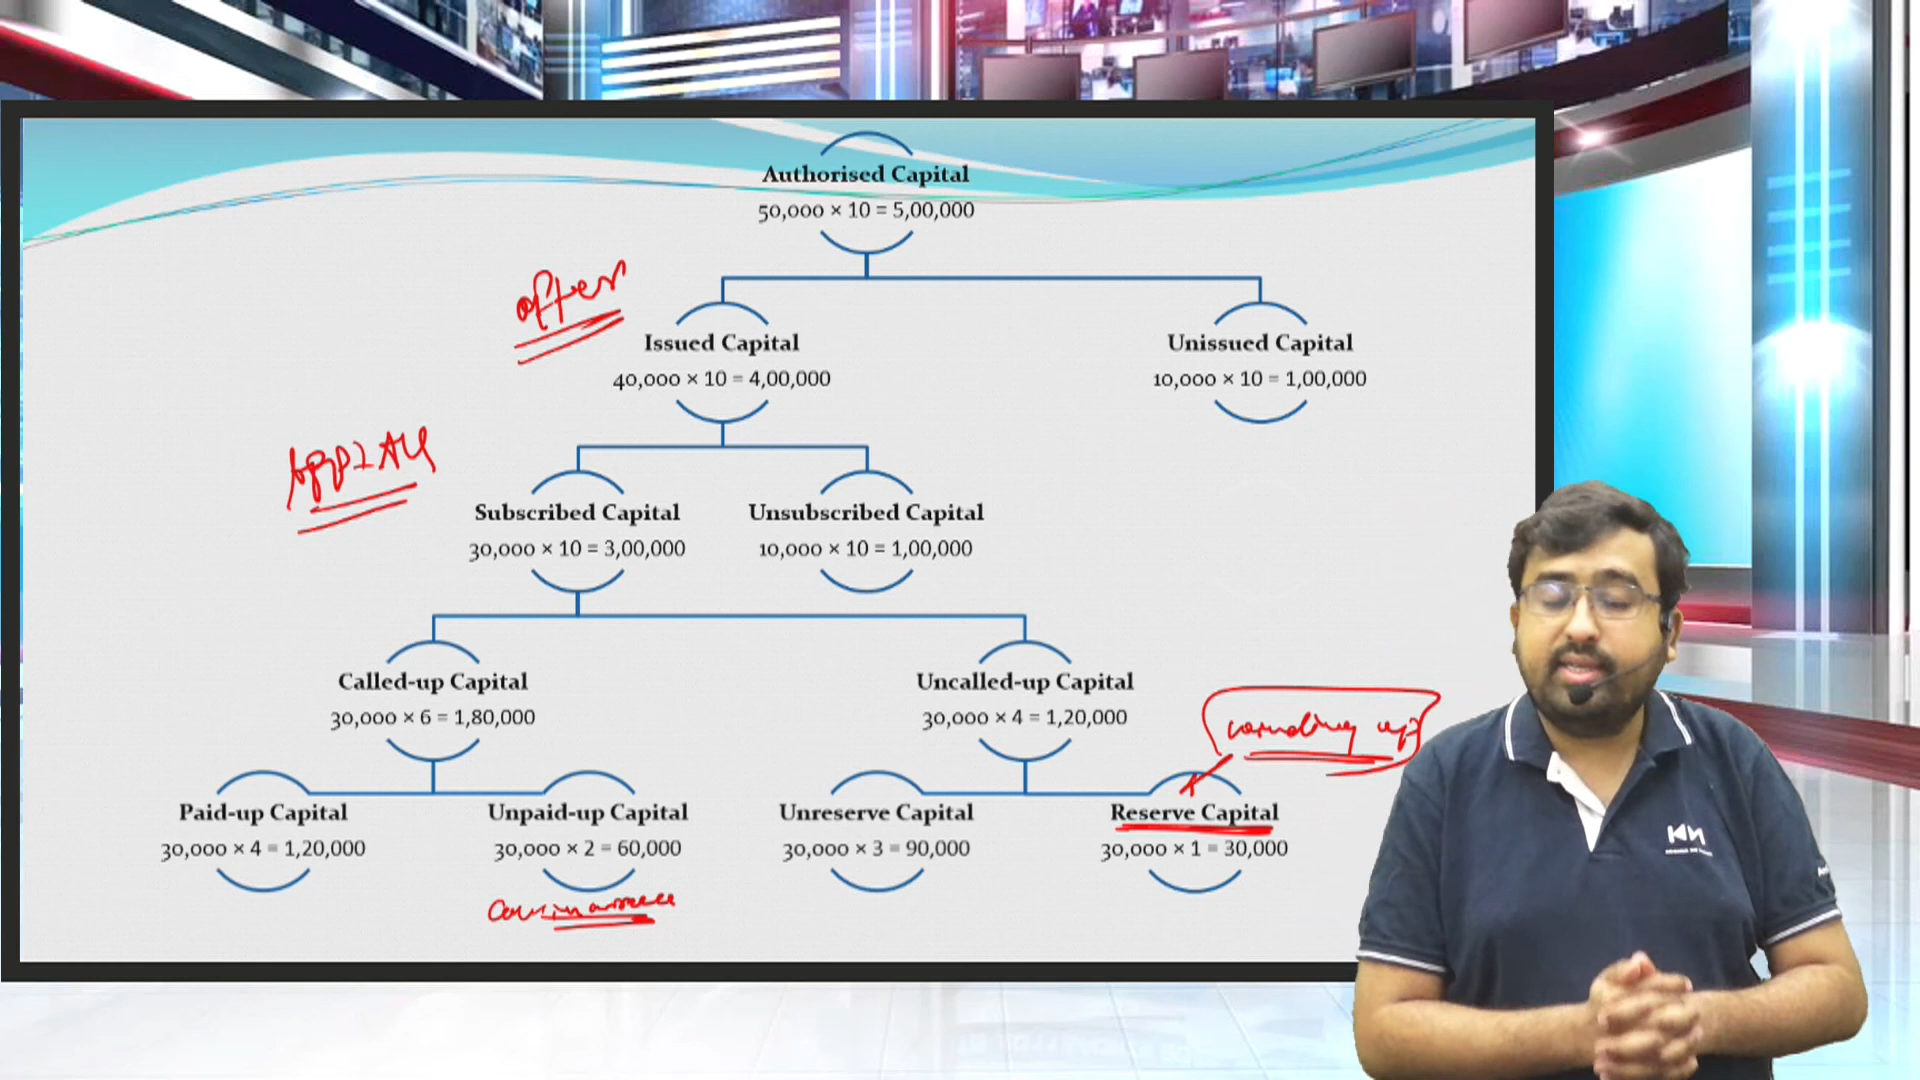 Authorised Capital
50,000 × 10 = 5,00,000
offer
Issued Capital
40,000 × 10 = 4,00,000
Unissued Capital
10,000 × 10 = 1,00,000
Subscribed Capital
30,000 × 10 = 3,00,000
Unsubscribed Capital
10,000 × 10 = 1,00,000
Called-up Capital
30,000 × 6 = 1,80,000
Uncalled-up Capital
30,000 × 4 = 1,20,000
winding up
Paid-up Capital
30,000 × 4 = 1,20,000
Unpaid-up Capital
30,000 × 2 = 60,000
Unreserve Capital
30,000 × 3 = 90,000
Reserve Capital
30,000 × 1 = 30,000